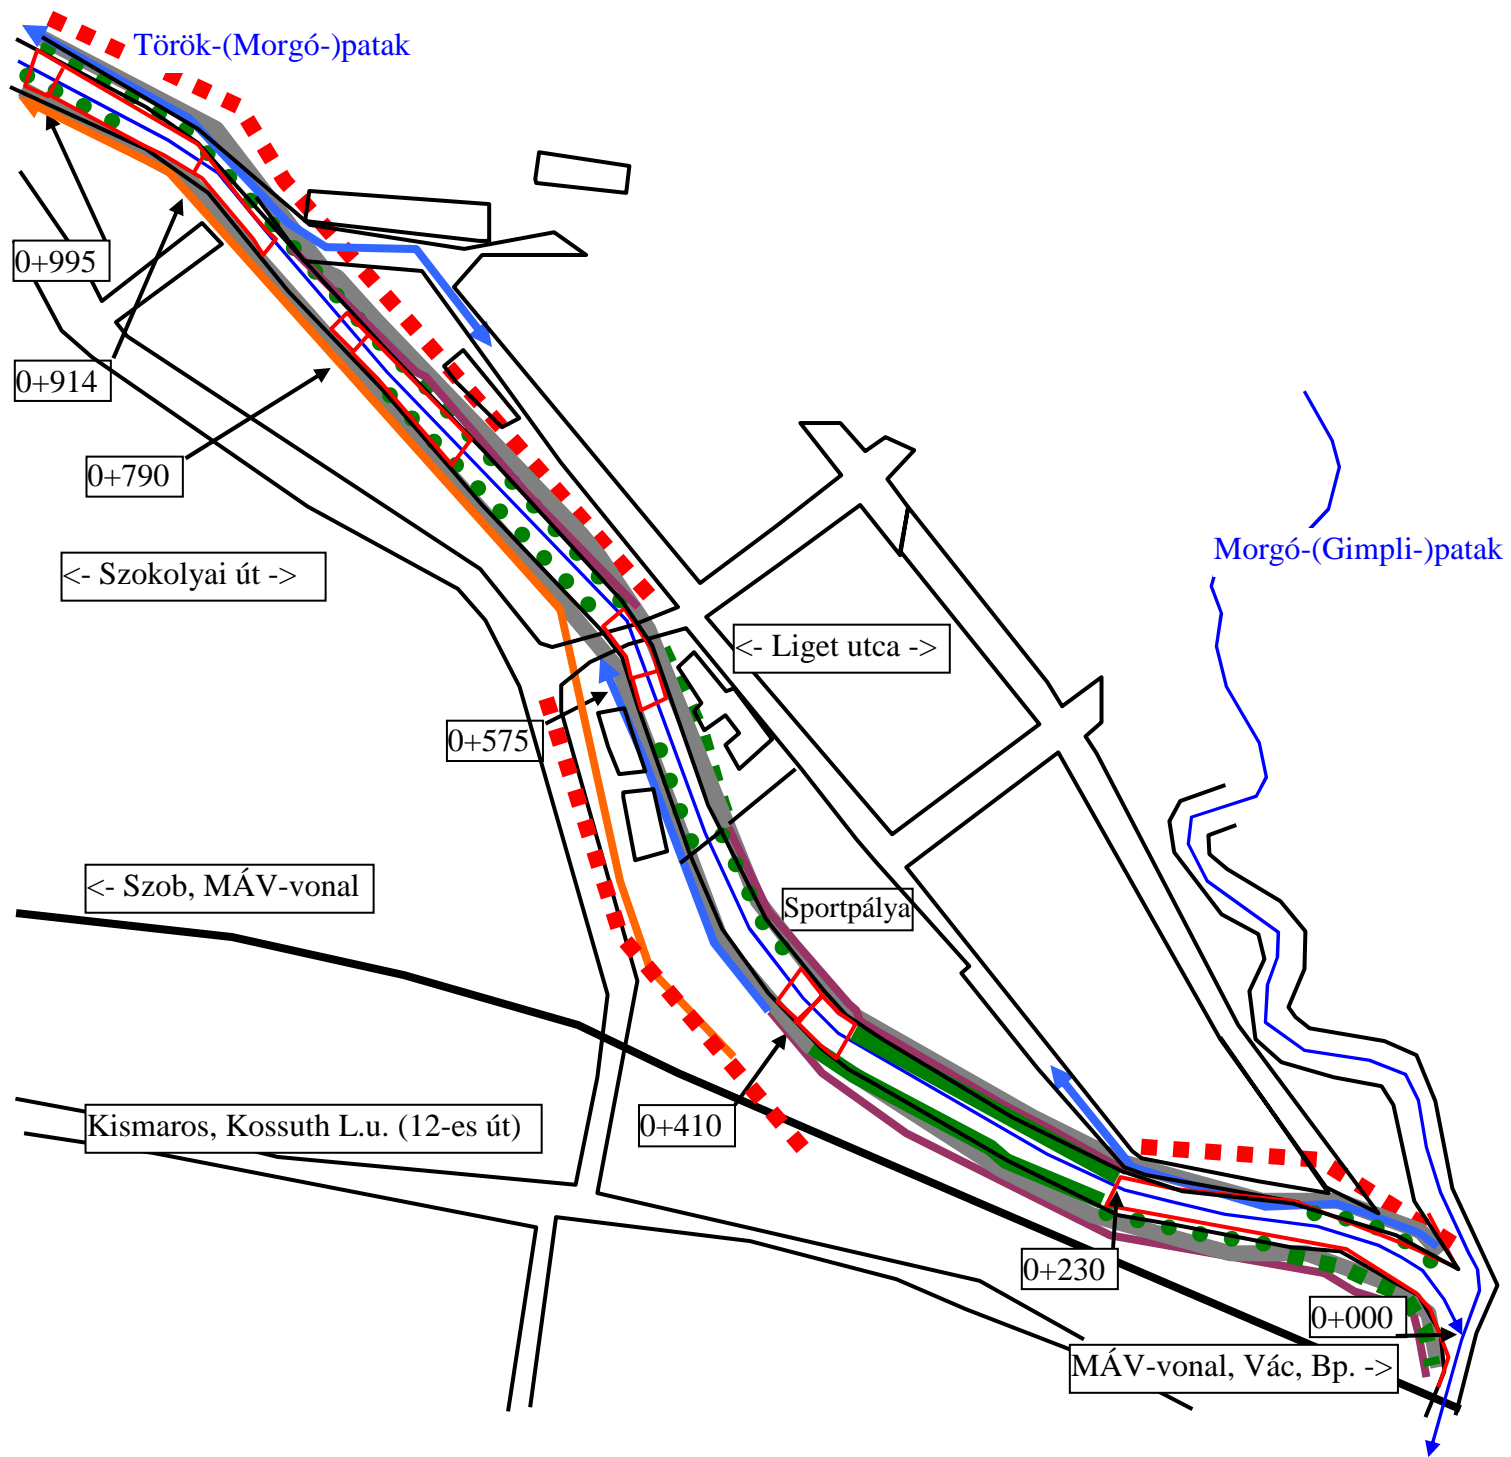 Török-(Morgó-)patak
0+995
0+914
0+790
Morgó-(Gimpli-)patak
<- Szokolyai út ->
<- Liget utca ->
0+575
<- Szob, MÁV-vonal
Sportpálya
Kismaros, Kossuth L.u. (12-es út)
0+410
0+230
0+000
MÁV-vonal, Vác, Bp. ->